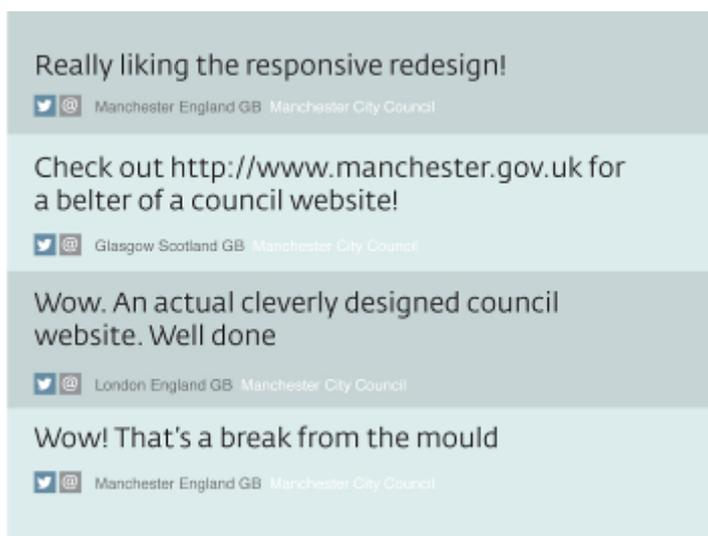 Really liking the responsive redesign!
@ Manchester England GB Manchester City Council
Check out http://www.manchester.gov.uk for
a belter of a council website!
@ Glasgow Scotland GB Manchester City Council
Wow. An actual cleverly designed council
website. Well done
@ London England GB Manchester City Council
Wow! That's a break from the mould
@ Manchester England GB Manchester City Council